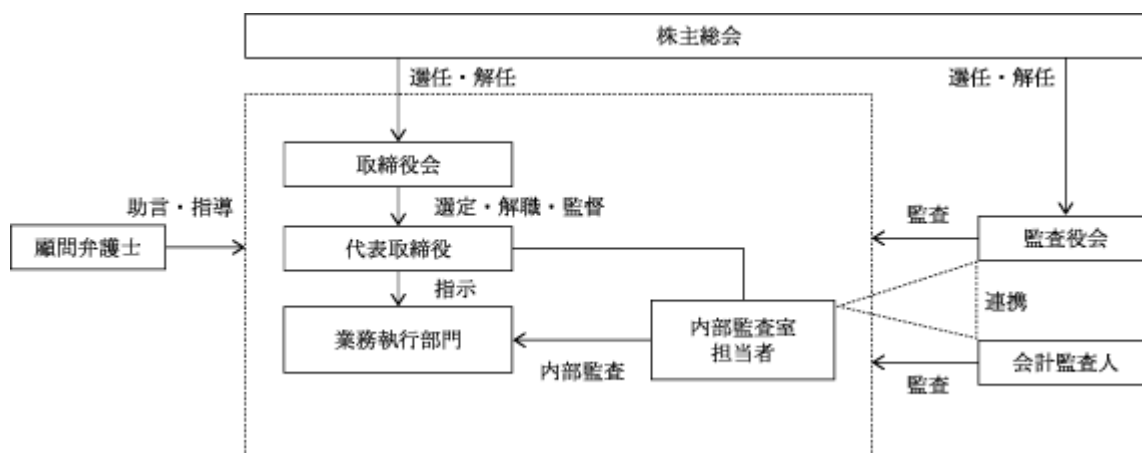 株主総会
選任・解任
選任・解任
取締役会
助言・指導
選定・解職・監督
監査
顧問弁護士
代表取締役
監査役会
指示
連携
業務執行部門
内部監査室
担当者
内部監査
会計監査人
監査